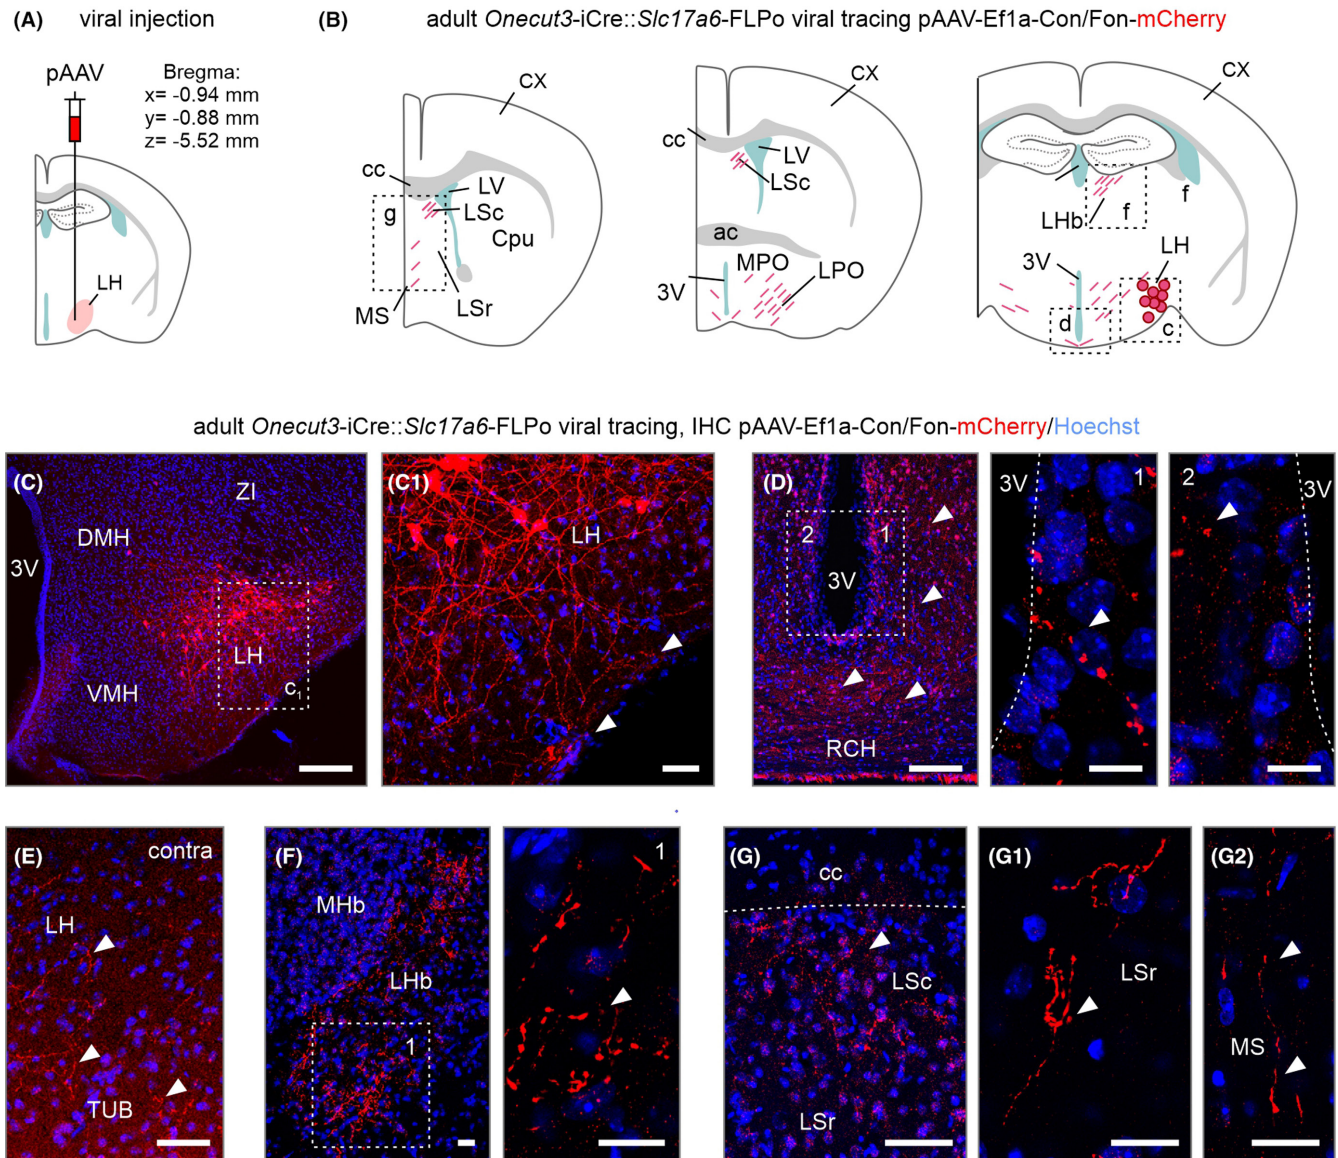 (A) viral injection
pAAV
Bregma:
x= -0.94 mm
y= -0.88 mm
z= -5.52 mm
LH
(B) adult Onecut3-iCre::Slc17a6-FLPo viral tracing pAAV-Ef1a-Con/Fon-mCherry
CX
cc
LV
g
LSc
Cpu
MS
LSr
CX
cc
LV
LSc
ac
MPO
LPO
3V
CX
f
LHb
f
3V
LH
d
c
adult Onecut3-iCre::Slc17a6-FLPo viral tracing, IHC pAAV-Ef1a-Con/Fon-mCherry/Hoechst
(C)
ZI
DMH
3V
LH
VMH
c1
(C1)
LH
(D)
2
1
3V
RCH
3V
1
2
3V
(E)
contra
LH
TUB
(F)
MHb
LHb
1
1
(G)
cc
LSc
LSr
(G1)
LSr
(G2)
MS